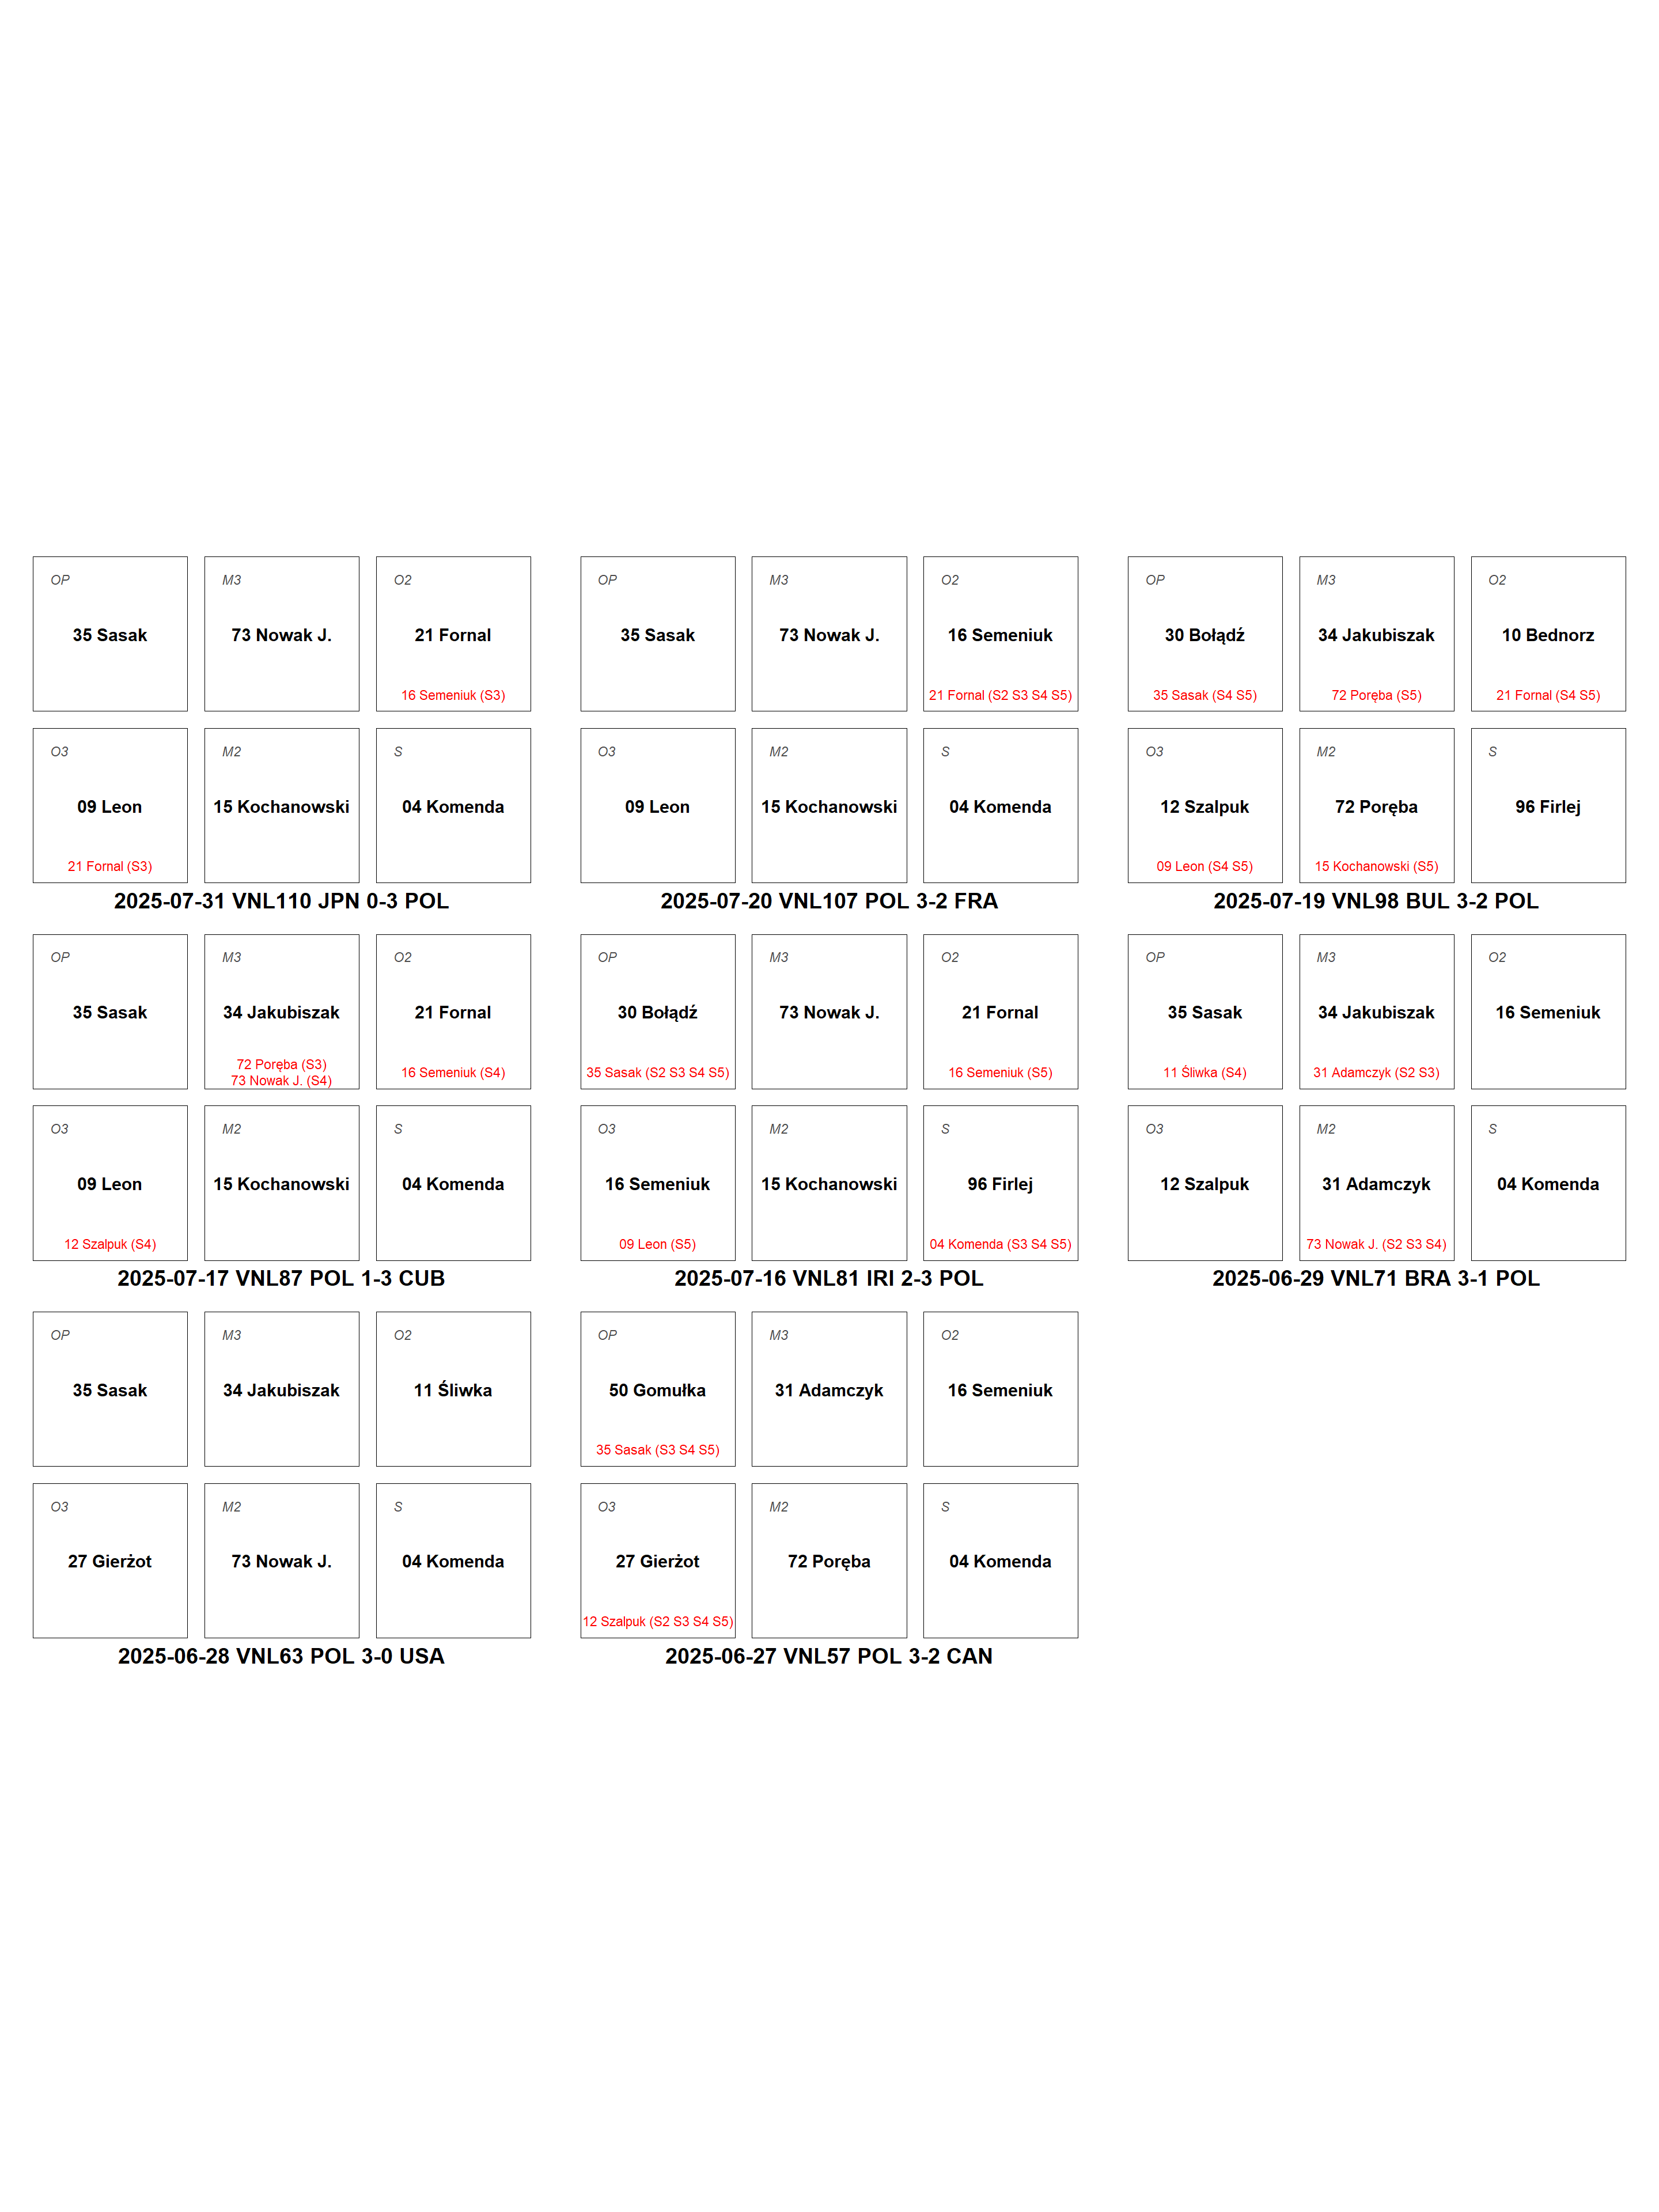 OP
M3
O2
35 Sasak
73 Nowak J.
21 Fornal
16 Semeniuk (S3)
O3
M2
S
09 Leon
15 Kochanowski
04 Komenda
21 Fornal (S3)
2025-07-31 VNL110 JPN 0-3 POL
OP
M3
O2
35 Sasak
73 Nowak J.
16 Semeniuk
21 Fornal (S2 S3 S4 S5)
O3
M2
S
09 Leon
15 Kochanowski
04 Komenda
2025-07-20 VNL107 POL 3-2 FRA
OP
M3
O2
30 Bołądź
34 Jakubiszak
10 Bednorz
35 Sasak (S4 S5)
72 Poręba (S5)
21 Fornal (S4 S5)
O3
M2
S
12 Szalpuk
72 Poręba
96 Firlej
09 Leon (S4 S5)
15 Kochanowski (S5)
2025-07-19 VNL98 BUL 3-2 POL
OP
M3
O2
35 Sasak
34 Jakubiszak
21 Fornal
72 Poręba (S3)
73 Nowak J. (S4)
16 Semeniuk (S4)
O3
M2
S
09 Leon
15 Kochanowski
04 Komenda
12 Szalpuk (S4)
2025-07-17 VNL87 POL 1-3 CUB
OP
M3
O2
30 Bołądź
73 Nowak J.
21 Fornal
35 Sasak (S2 S3 S4 S5)
16 Semeniuk (S5)
O3
M2
S
16 Semeniuk
15 Kochanowski
96 Firlej
09 Leon (S5)
04 Komenda (S3 S4 S5)
2025-07-16 VNL81 IRI 2-3 POL
OP
M3
O2
35 Sasak
34 Jakubiszak
16 Semeniuk
11 Śliwka (S4)
31 Adamczyk (S2 S3)
O3
M2
S
12 Szalpuk
31 Adamczyk
04 Komenda
73 Nowak J. (S2 S3 S4)
2025-06-29 VNL71 BRA 3-1 POL
OP
M3
O2
35 Sasak
34 Jakubiszak
11 Śliwka
O3
M2
S
27 Gierżot
73 Nowak J.
04 Komenda
2025-06-28 VNL63 POL 3-0 USA
OP
M3
O2
50 Gomułka
31 Adamczyk
16 Semeniuk
35 Sasak (S3 S4 S5)
O3
M2
S
27 Gierżot
72 Poręba
04 Komenda
12 Szalpuk (S2 S3 S4 S5)
2025-06-27 VNL57 POL 3-2 CAN